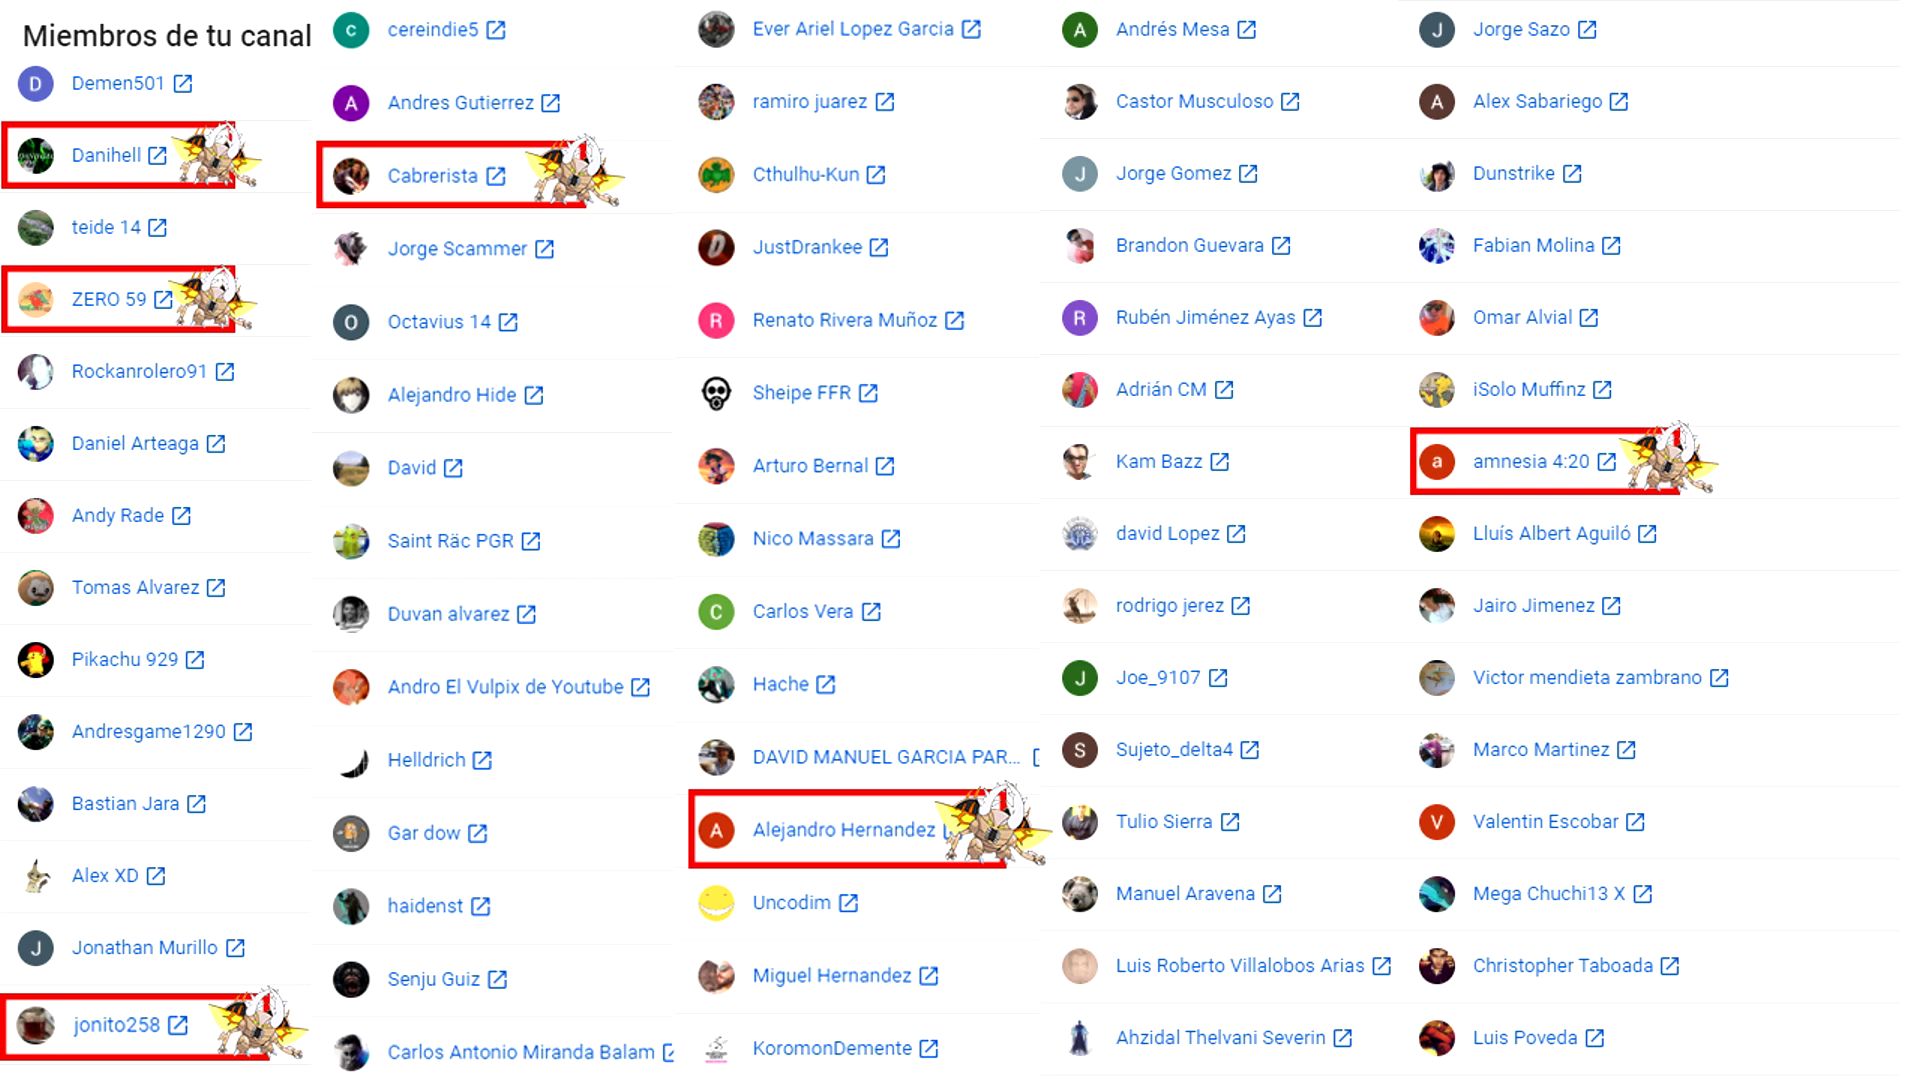 Miembros de tu canal
Demen501
Danihell
teide 14
ZERO 59
Rockanrolero91
Daniel Arteaga
Andy Rade
Tomas Alvarez
Pikachu 929
Andresgame1290
Bastian Jara
Alex XD
J
Jonathan Murillo
jonito258
cereindie5
Andres Gutierrez
Cabrerista
Jorge Scammer
Octavius 14
Alejandro Hide
David
Saint Räc PGR
Duvan alvarez
Andro El Vulpix de Youtube
Helldrich
Gar dow
haidenst
Senju Guiz
Carlos Antonio Miranda Balam
Ever Ariel Lopez Garcia
ramiro juarez
Cthulhu-Kun
JustDrankee
Renato Rivera Muñoz
Sheipe FFR
Arturo Bernal
Nico Massara
Carlos Vera
Hache
DAVID MANUEL GARCIA PAR...
Alejandro Hernandez
Uncodim
Miguel Hernandez
KoromonDemente
Andrés Mesa
Castor Musculoso
Jorge Gomez
Brandon Guevara
Rubén Jiménez Ayas
Adrián CM
Kam Bazz
david Lopez
rodrigo jerez
Joe_9107
Sujeto_delta4
Tulio Sierra
Manuel Aravena
Luis Roberto Villalobos Arias
Ahzidal Thelvani Severin
Jorge Sazo
Alex Sabariego
Dunstrike
Fabian Molina
Omar Alvial
iSolo Muffinz
amnesia 4:20
Lluís Albert Aguiló
Jairo Jimenez
Victor mendieta zambrano
Marco Martinez
Valentin Escobar
Mega Chuchi13 X
Christopher Taboada
Luis Poveda